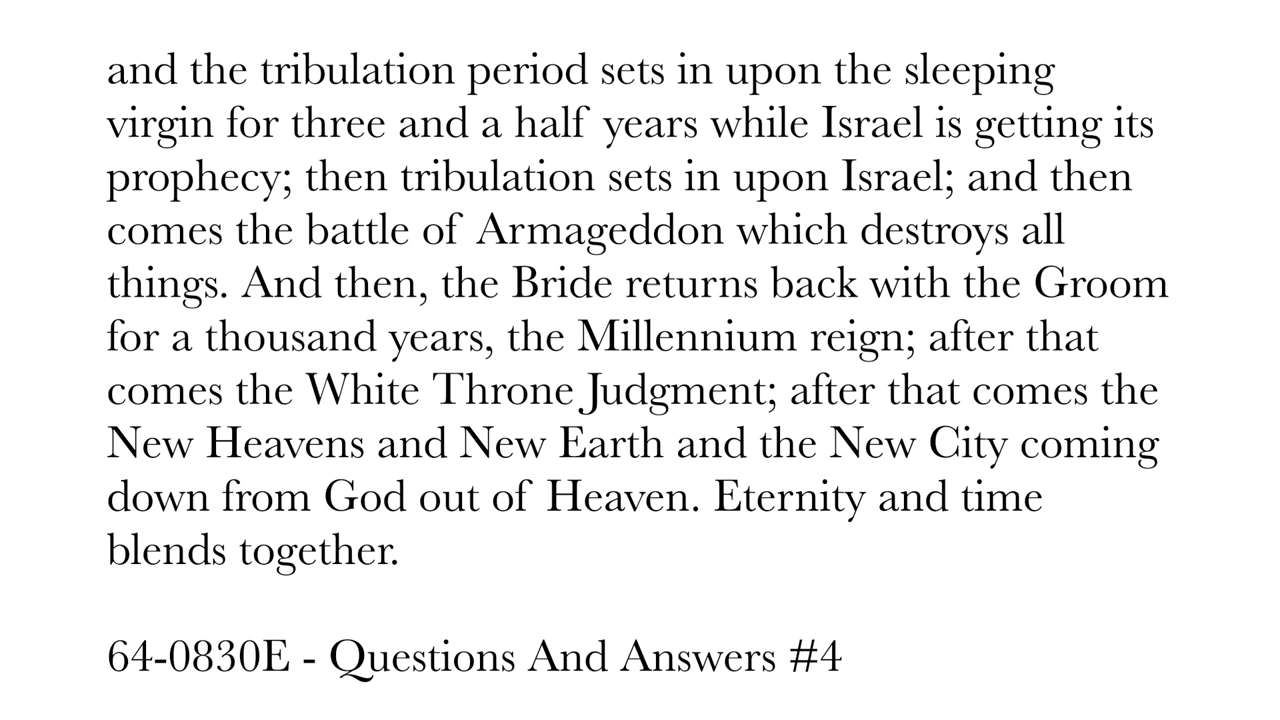 and the tribulation period sets in upon the sleeping
virgin for three and a half years while Israel is getting its
prophecy; then tribulation sets in upon Israel; and then
comes the battle of Armageddon which destroys all
things. And then, the Bride returns back with the Groom
for a thousand years, the Millennium reign; after that
comes the White Throne Judgment; after that comes the
New Heavens and New Earth and the New City coming
down from God out of Heaven. Eternity and time
blends together.
64-0830E - Questions And Answers #4